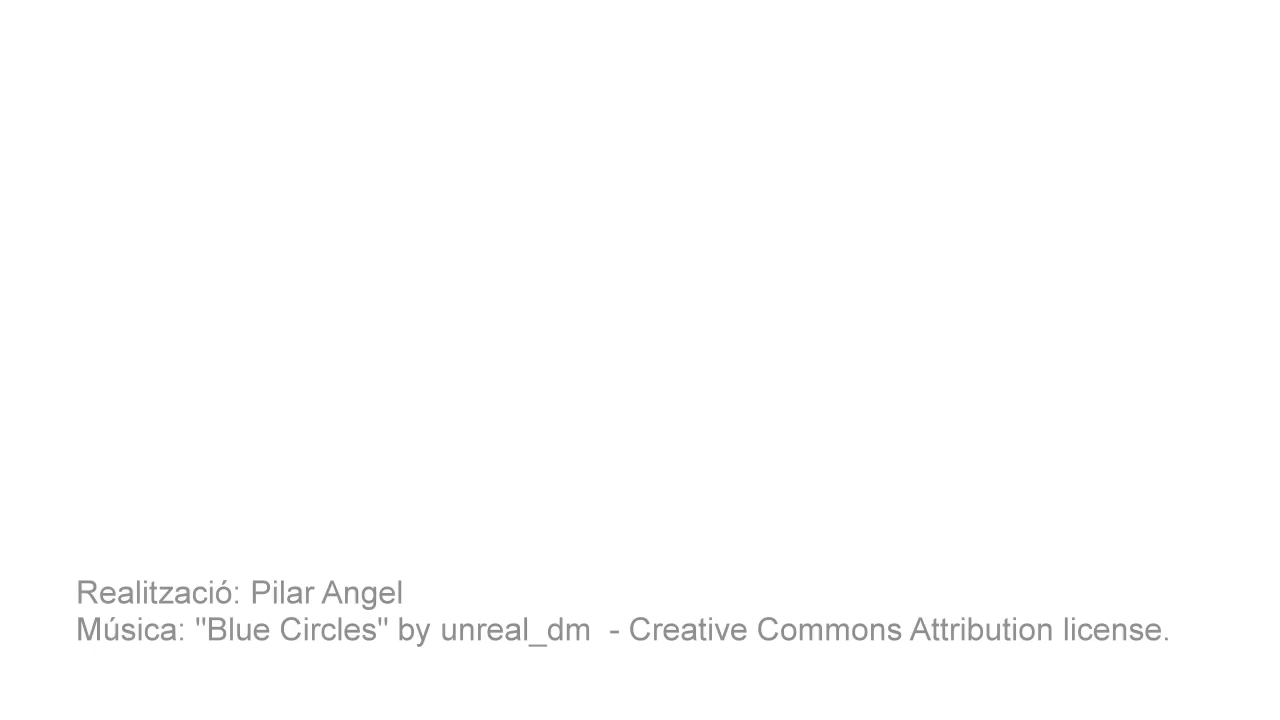 Realització: Pilar Angel
Música: "Blue Circles" by unreal_dm  - Creative Commons Attribution license.